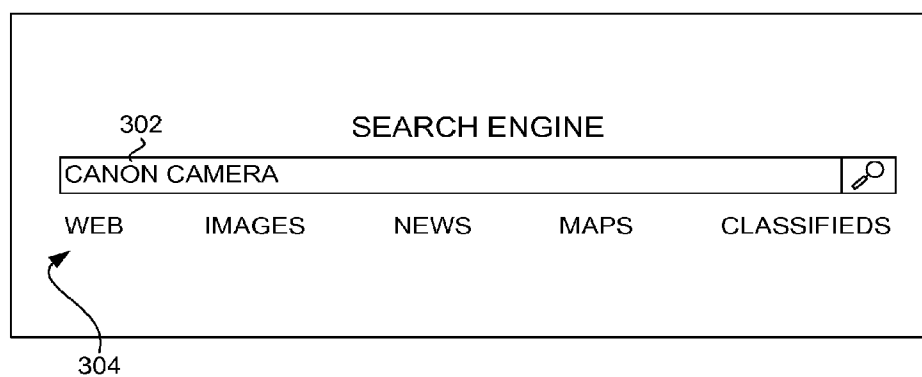 302
SEARCH ENGINE
CANON CAMERA
WEB IMAGES NEWS MAPS CLASSIFIEDS
304